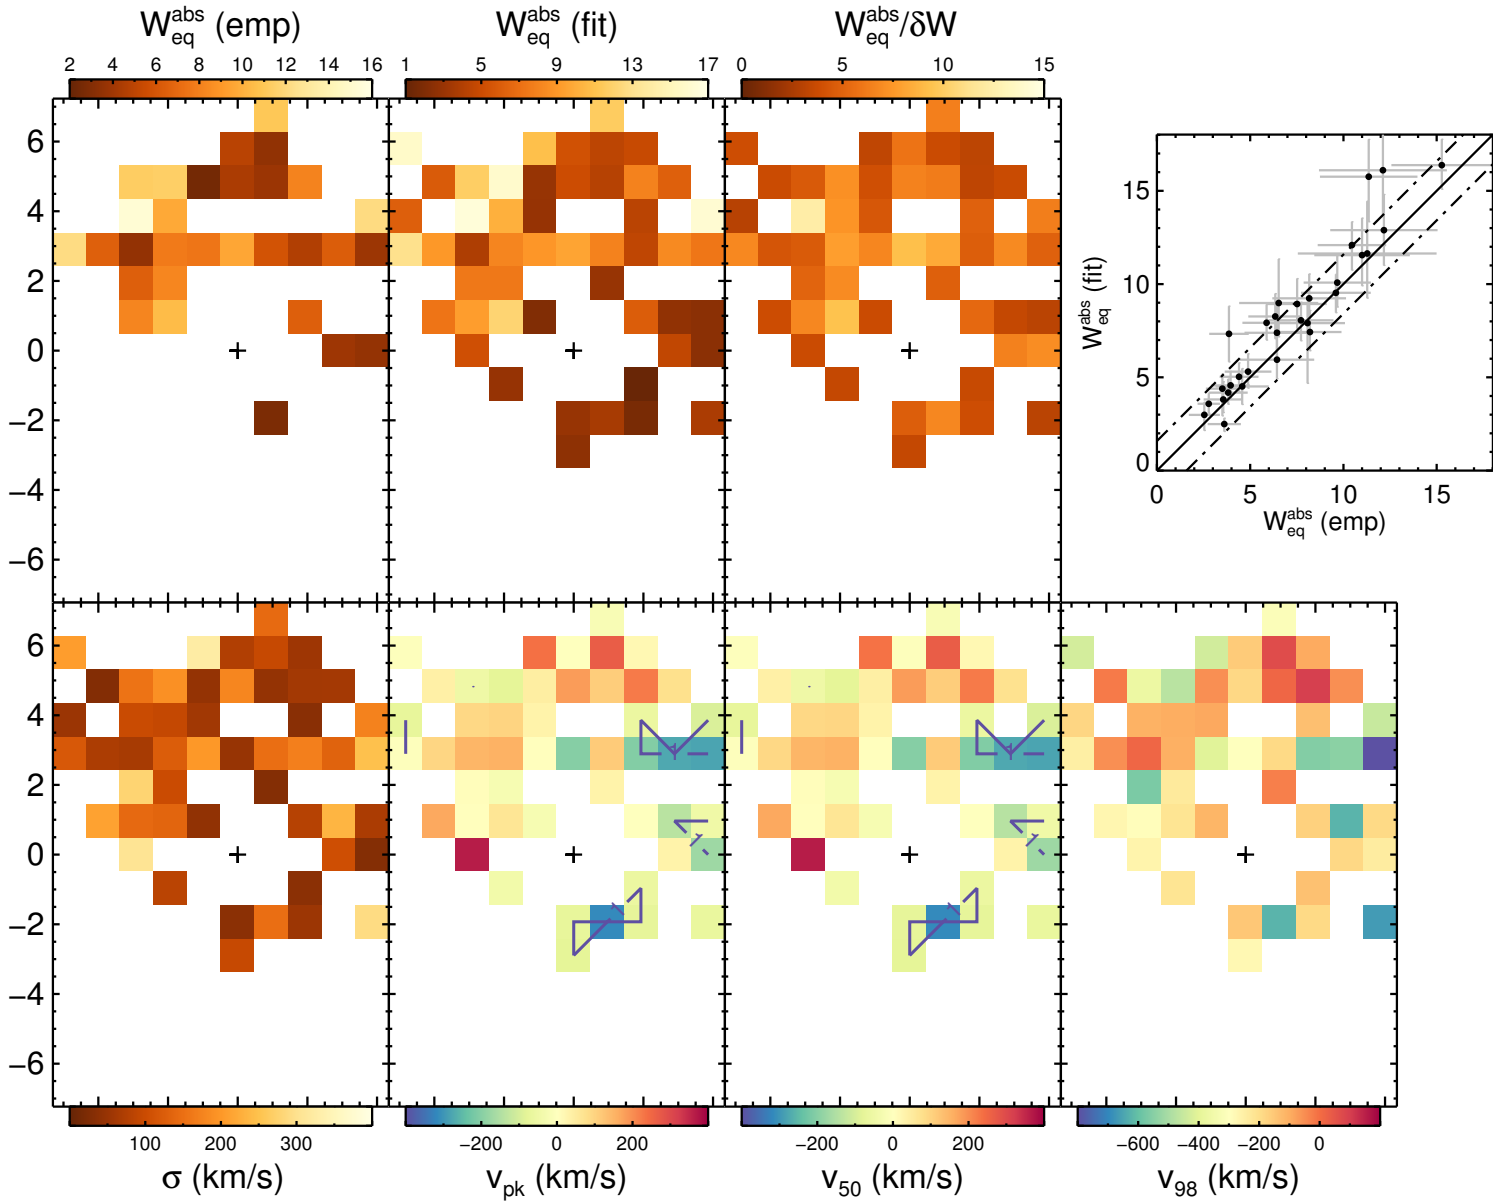 W_eq^abs (emp) W_eq^abs (fit) W_eq^abs/δW
2 4 6 8 10 12 14 16 1 5 9 13 17 0 5 10 15
6
4
2
0
−2
−4
−6
15
10
5
0
W_eq^abs (fit)
0 5 10 15
W_eq^abs (emp)
6
4
2
0
−2
−4
−6
100 200 300 −200 0 200 −200 0 200 −600 −400 −200 0
σ (km/s) v_pk (km/s) v_50 (km/s) v_98 (km/s)